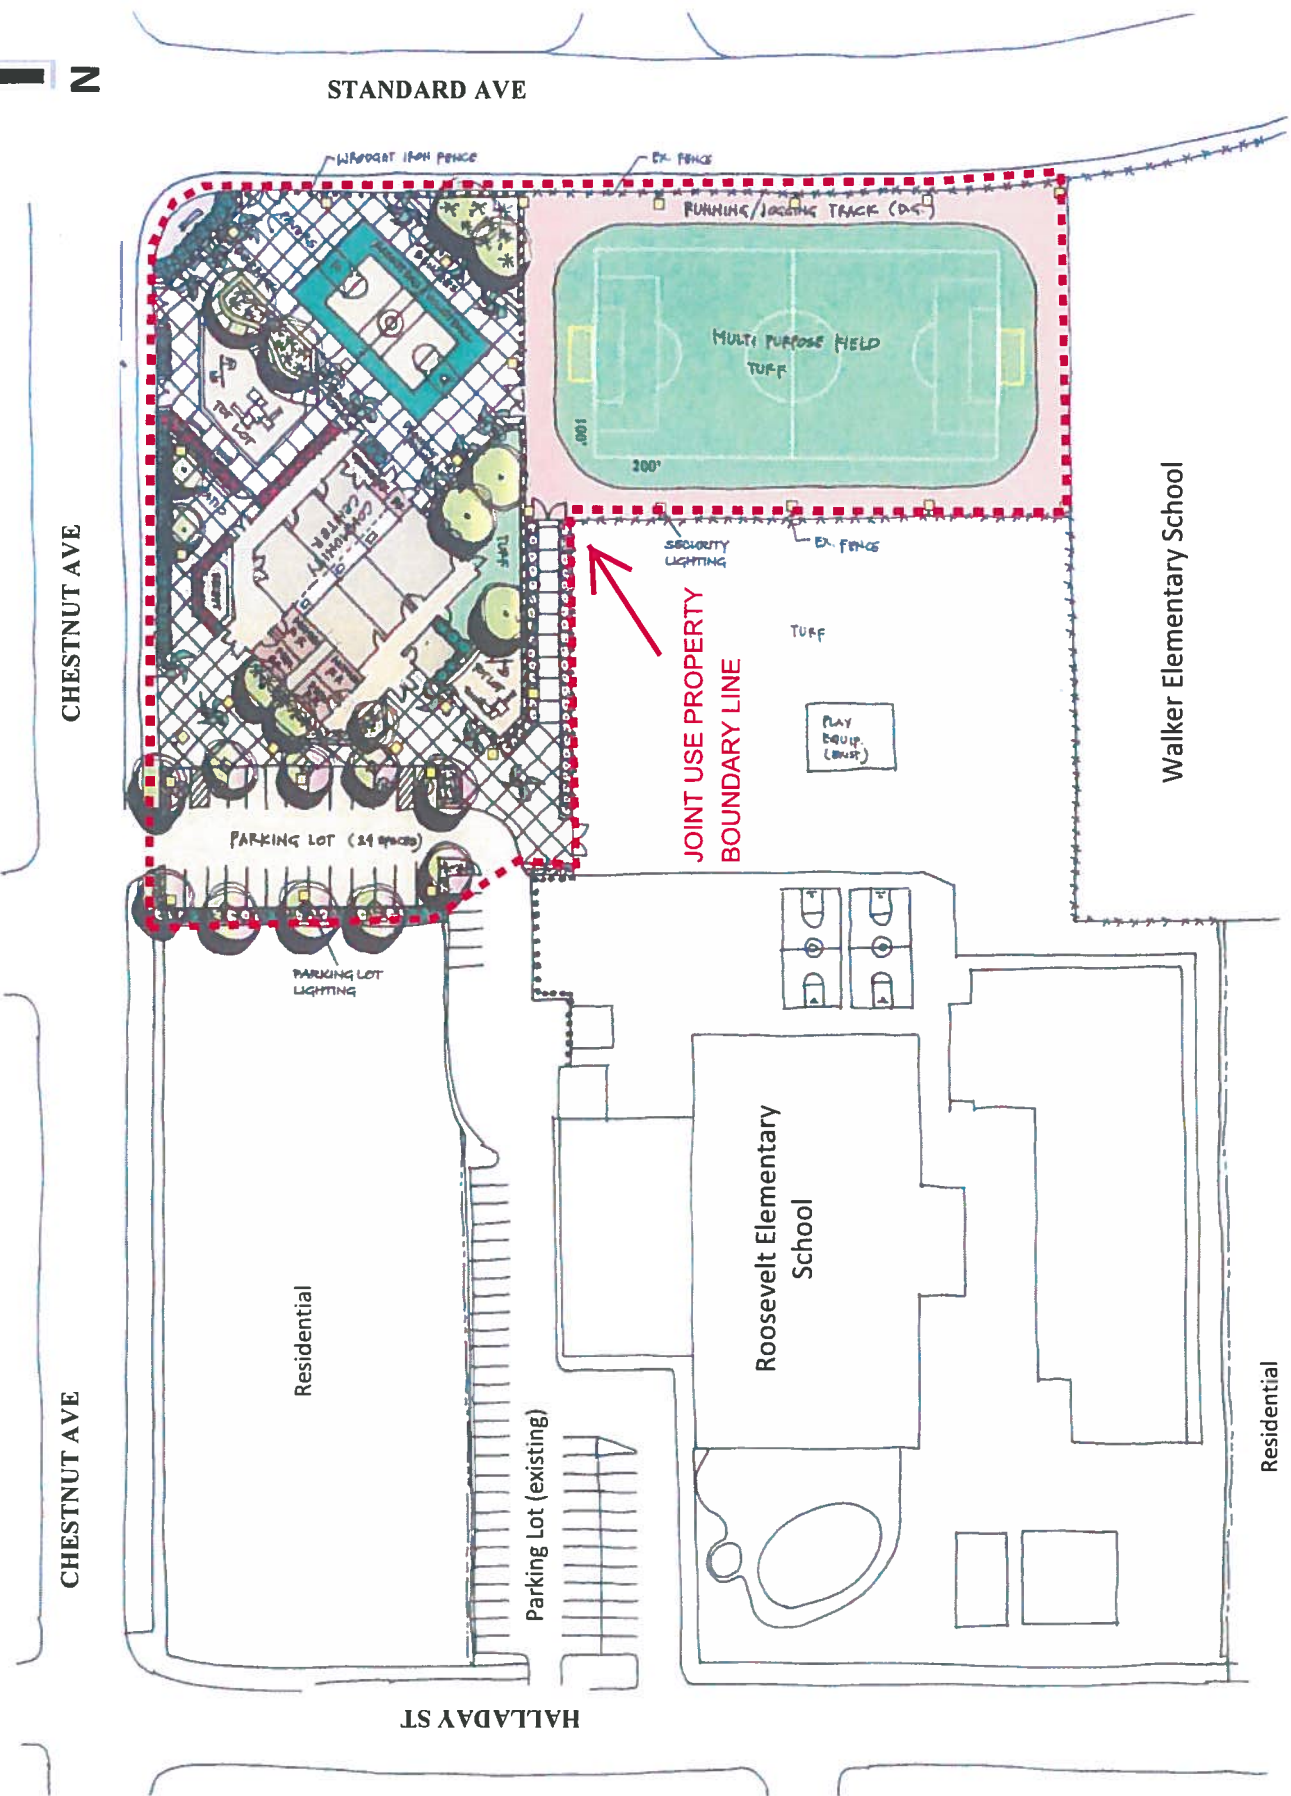 N
STANDARD AVE
WROUGHT IRON FENCE
EX. FENCE
RUNNING/JOGGING TRACK (D.G.)
MULTI PURPOSE FIELD
TURF
100'
200'
TOT LOT
COMMUNITY
CENTER
TURF
CHESTNUT AVE
SECURITY
LIGHTING
EX. FENCE
JOINT USE PROPERTY
BOUNDARY LINE
TURF
PLAY
EQUIP.
(EXIST)
Walker Elementary School
PARKING LOT (24 SPACES)
PARKING LOT
LIGHTING
Residential
Roosevelt Elementary
School
CHESTNUT AVE
Parking Lot (existing)
Residential
HALLADAY ST